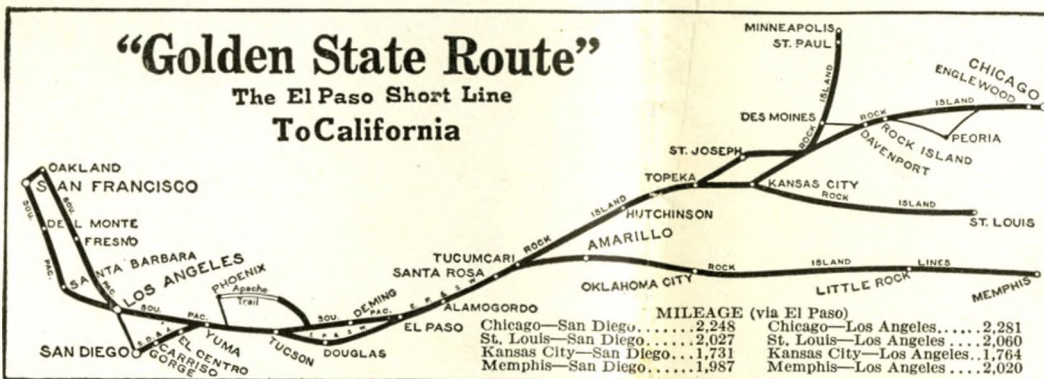 "Golden State Route"
The El Paso Short Line
To California
MINNEAPOLIS
ST. PAUL
ISLAND
ROCK
CHICAGO
ENGLEWOOD
ISLAND
ROCK
DES MOINES
PEORIA
ROCK ISLAND
DAVENPORT
ST. JOSEPH
TOPEKA
KANSAS CITY
ROCK
ISLAND
ST. LOUIS
ISLAND
HUTCHINSON
ROCK
AMARILLO
TUCUMCARI
SANTA ROSA
OKLAHOMA CITY
ROCK
ISLAND
LITTLE ROCK
LINES
MEMPHIS
OAKLAND
SAN FRANCISCO
SOU.
SOU.
DEL MONTE
FRESNO
PAC.
PAC.
SANTA BARBARA
LOS ANGELES
PHOENIX
Apache
Trail
SOU.
PAC.
SOU.
PAC.
DEMING
E. P. & S. W.
E. P. & S. W.
ALAMOGORDO
EL PASO
DOUGLAS
TUCSON
YUMA
EL CENTRO
CARRISO
GORGE
SAN DIEGO
MILEAGE (via El Paso)
Chicago—San Diego.......2,248
St. Louis—San Diego......2,027
Kansas City—San Diego...1,731
Memphis—San Diego......1,987
Chicago—Los Angeles.....2,281
St. Louis—Los Angeles ....2,060
Kansas City—Los Angeles..1,764
Memphis—Los Angeles....2,020